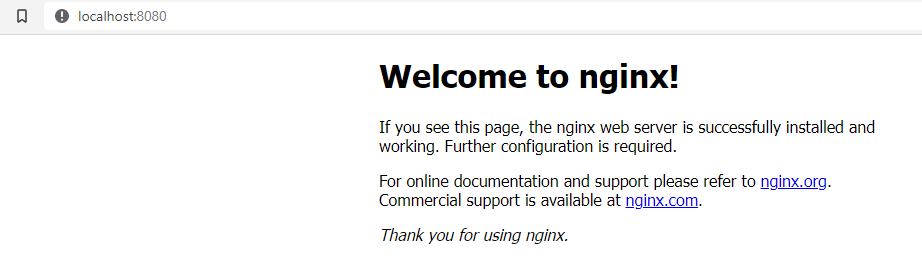 localhost:8080
Welcome to nginx!
If you see this page, the nginx web server is successfully installed and
working. Further configuration is required.
For online documentation and support please refer to nginx.org.
Commercial support is available at nginx.com.
Thank you for using nginx.